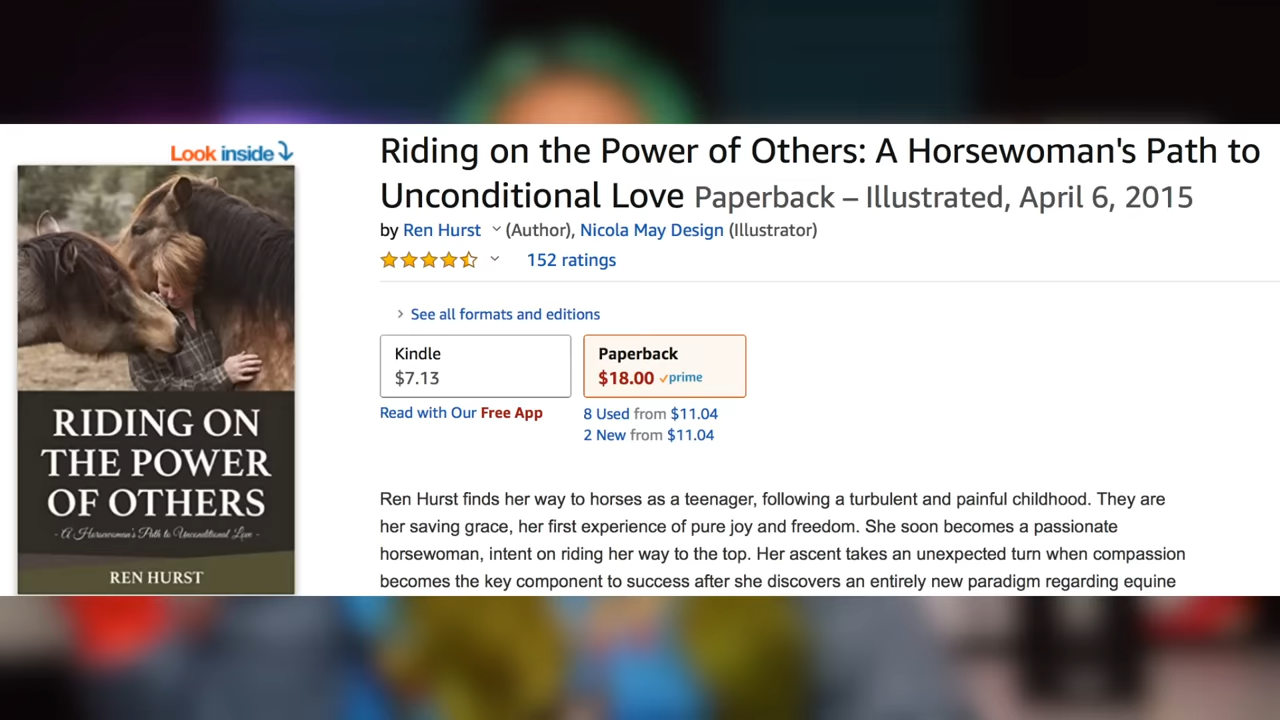 Look inside
RIDING ON
THE POWER
OF OTHERS
- A Horsewoman's Path to Unconditional Love -
REN HURST
Riding on the Power of Others: A Horsewoman's Path to
Unconditional Love Paperback – Illustrated, April 6, 2015
by Ren Hurst (Author), Nicola May Design (Illustrator)
152 ratings
See all formats and editions
Kindle
$7.13
Paperback
$18.00 prime
Read with Our Free App
8 Used from $11.04
2 New from $11.04
Ren Hurst finds her way to horses as a teenager, following a turbulent and painful childhood. They are
her saving grace, her first experience of pure joy and freedom. She soon becomes a passionate
horsewoman, intent on riding her way to the top. Her ascent takes an unexpected turn when compassion
becomes the key component to success after she discovers an entirely new paradigm regarding equine